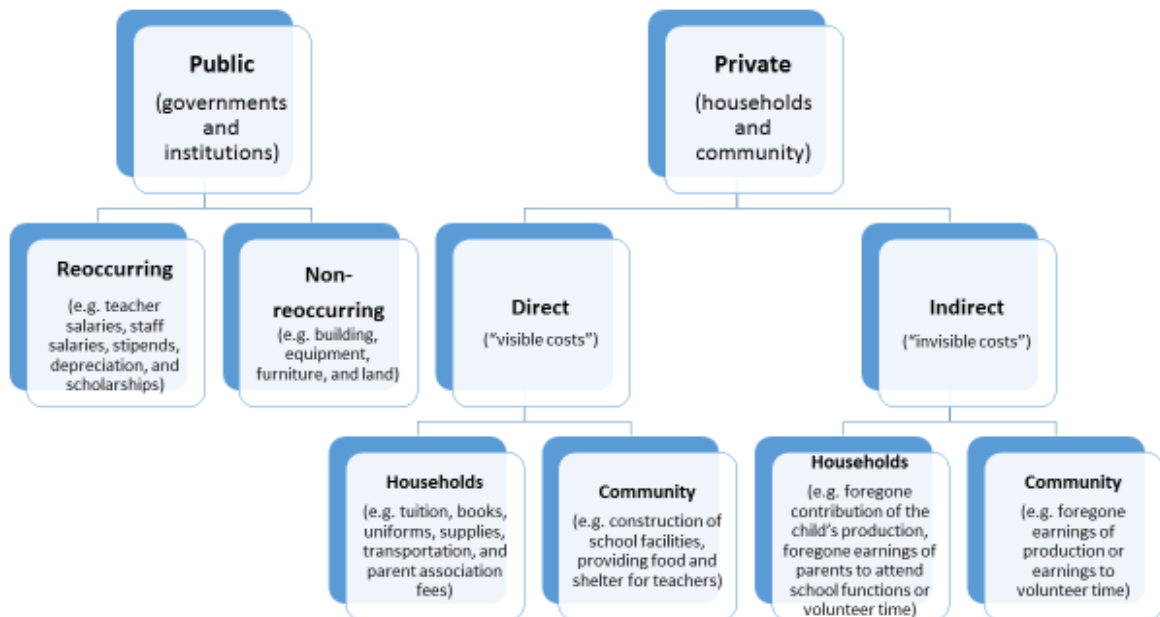 Public
(governments
and
institutions)
Private
(households
and
community)
Reoccurring
(e.g. teacher
salaries, staff
salaries, stipends,
depreciation, and
scholarships)
Non-
reoccurring
(e.g. building,
equipment,
furniture, and land)
Direct
("visible costs")
Indirect
("invisible costs")
Households
(e.g. tuition, books,
uniforms, supplies,
transportation, and
parent association
fees)
Community
(e.g. construction of
school facilities,
providing food and
shelter for teachers)
Households
(e.g. foregone
contribution of the
child's production,
foregone earnings of
parents to attend
school functions or
volunteer time)
Community
(e.g. foregone
earnings of
production or
earnings to
volunteer time)